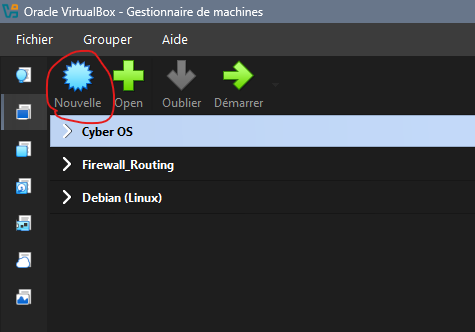 Oracle VirtualBox - Gestionnaire de machines
Fichier Grouper Aide
Nouvelle Open Oublier Démarrer
Cyber OS
Firewall_Routing
Debian (Linux)